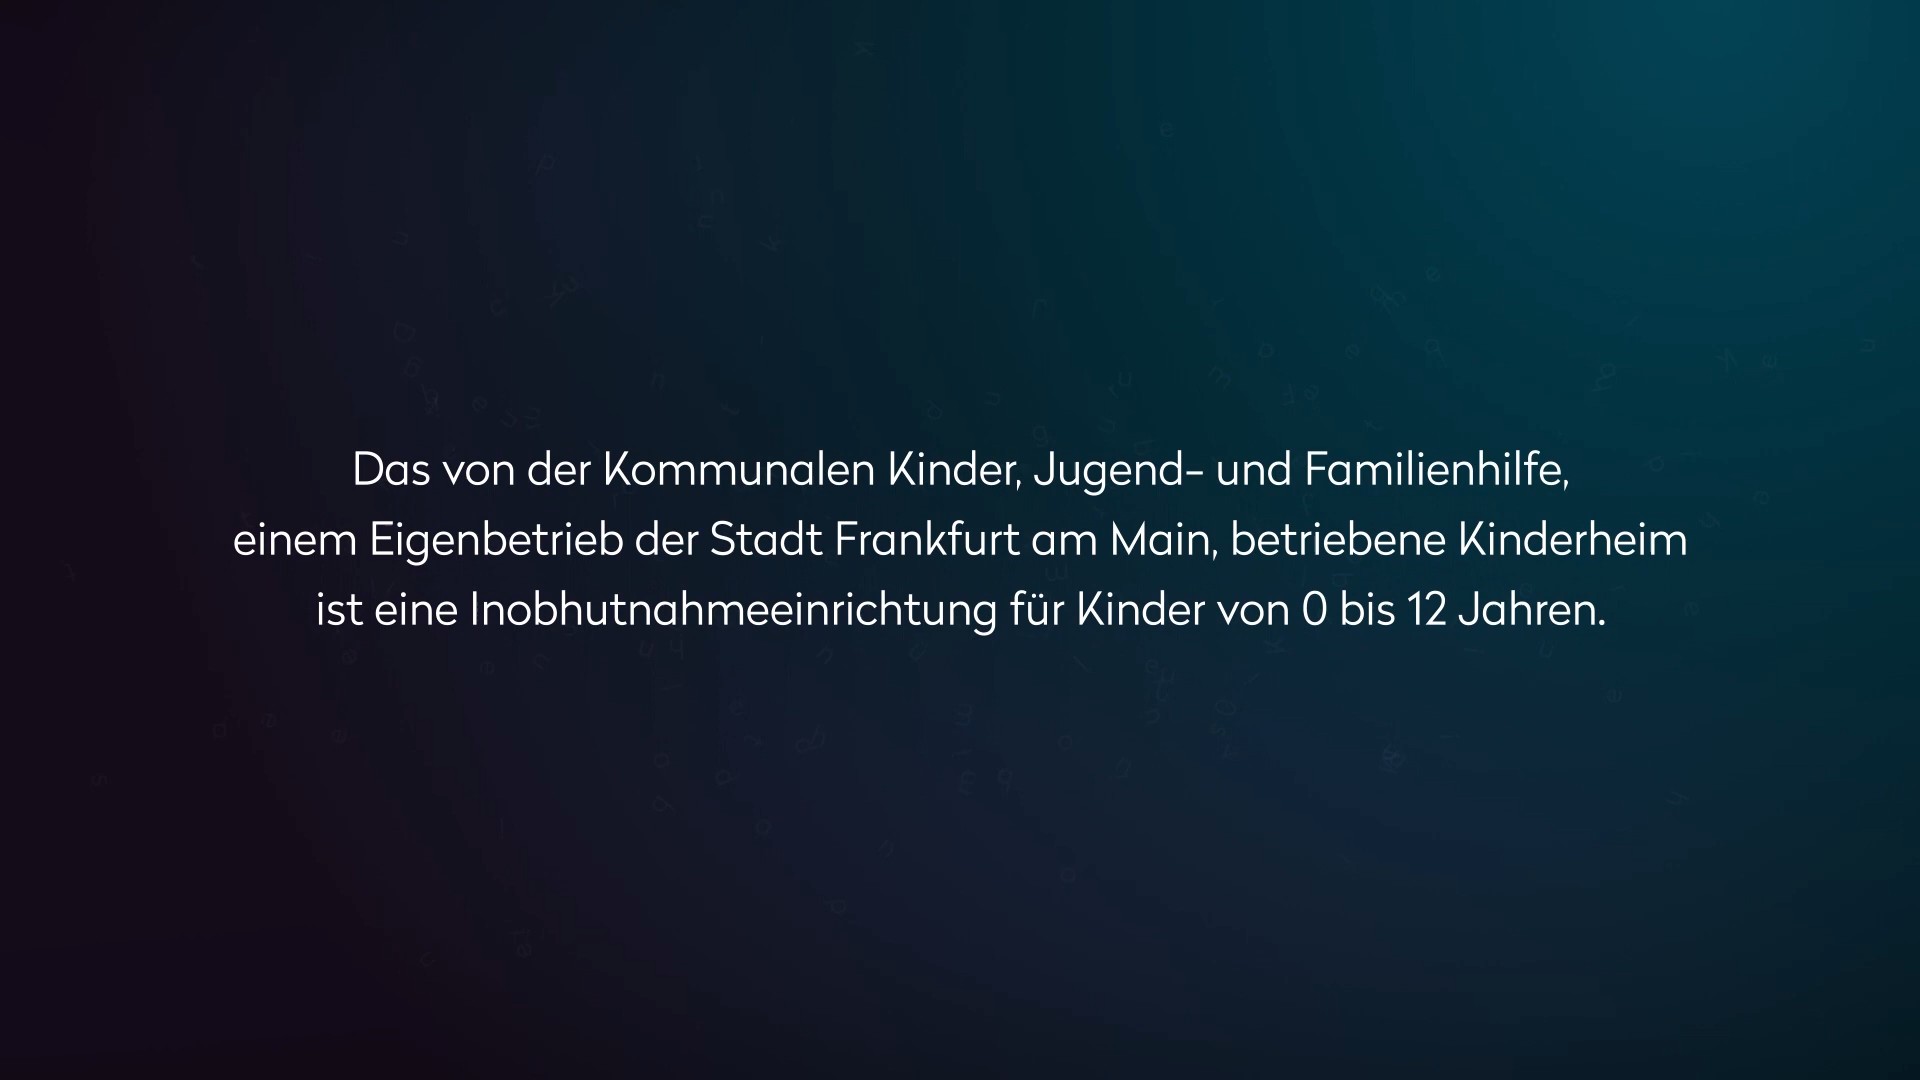 Das von der Kommunalen Kinder, Jugend- und Familienhilfe,
einem Eigenbetrieb der Stadt Frankfurt am Main, betriebene Kinderheim
ist eine Inobhutnahmeeinrichtung für Kinder von 0 bis 12 Jahren.